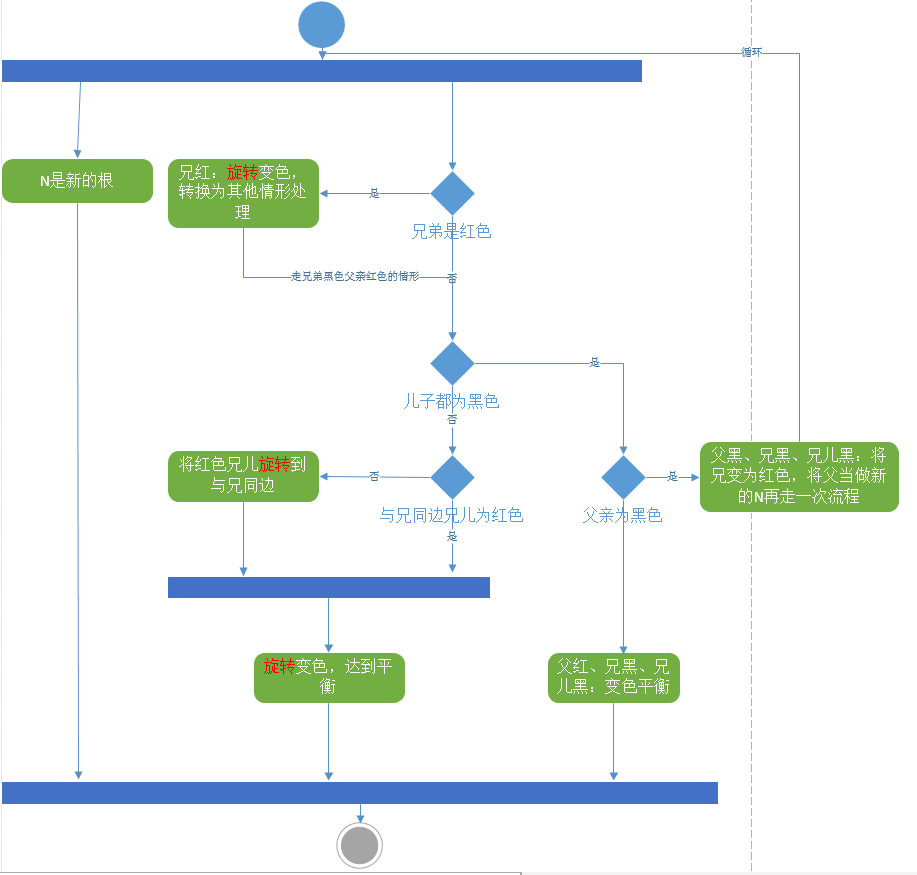 循环
N是新的根
兄红：旋转变色，
转换为其他情形处
理
是
兄弟是红色
走兄弟黑色父亲红色的情形
否
是
儿子都为黑色
否
将红色兄儿旋转到
与兄同边
否
与兄同边兄儿为红色
是
父亲为黑色
是
父黑、兄黑、兄儿黑：将
兄变为红色，将父当做新
的N再走一次流程
旋转变色，达到平
衡
父红、兄黑、兄
儿黑：变色平衡